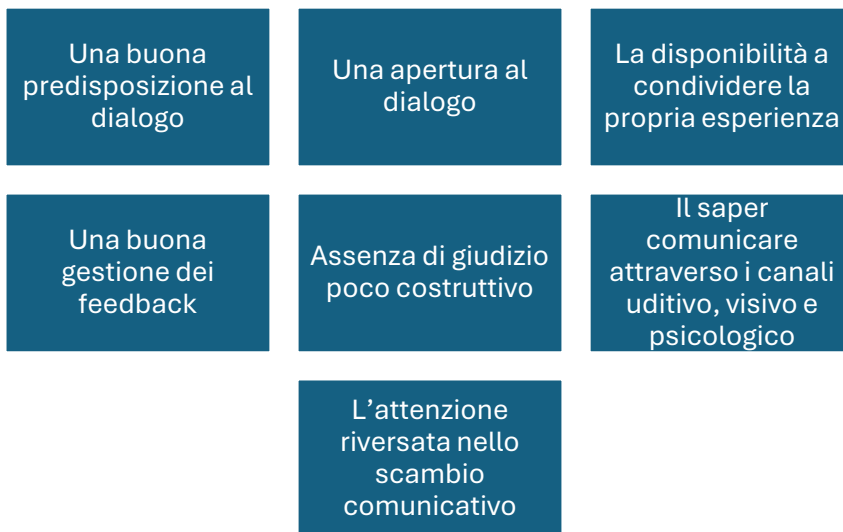 Una buona
predisposizione al
dialogo
Una apertura al
dialogo
La disponibilità a
condividere la
propria esperienza
Una buona
gestione dei
feedback
Assenza di giudizio
poco costruttivo
Il saper
comunicare
attraverso i canali
uditivo, visivo e
psicologico
L’attenzione
riversata nello
scambio
comunicativo